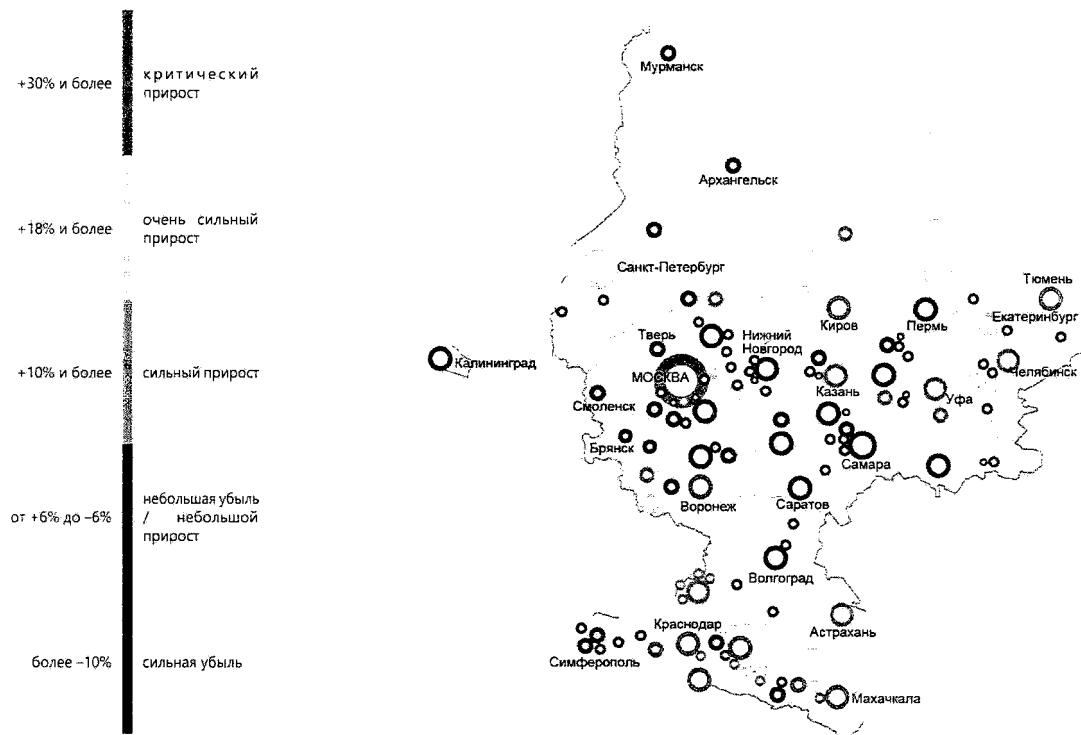 +30% и более
критический
прирост
+18% и более
очень сильный
прирост
+10% и более
сильный прирост
от +6% до –6%
небольшая убыль
/ небольшой
прирост
более –10%
сильная убыль
Мурманск
Архангельск
Санкт-Петербург
Тюмень
Екатеринбург
Киров
Пермь
Тверь
Нижний
Новгород
Калининград
МОСКВА
Челябинск
Казань
Уфа
Смоленск
Брянск
Самара
Воронеж
Саратов
Волгоград
Краснодар
Астрахань
Симферополь
Махачкала